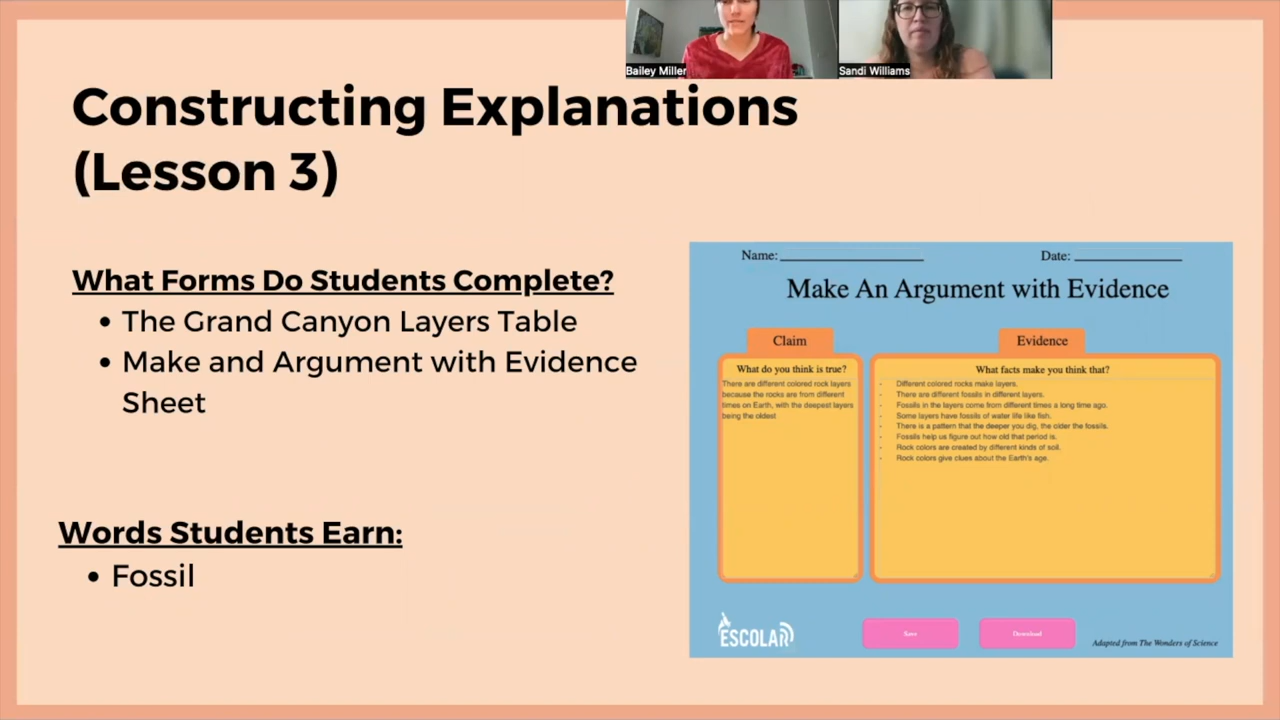 Bailey Miller
Sandi Williams
Constructing Explanations
(Lesson 3)
What Forms Do Students Complete?
• The Grand Canyon Layers Table
• Make and Argument with Evidence
Sheet
Words Students Earn:
• Fossil
Name:
Date:
Make An Argument with Evidence
Claim
What do you think is true?
There are different colored rock layers
because the rocks are from different
times on Earth, with the deepest layers
being the oldest
Evidence
What facts make you think that?
- Different colored rocks make layers.
- There are different fossils in different layers.
- Fossils in the layers come from different times a long time ago.
- Some layers have fossils of water life like fish.
- There is a pattern that the deeper you dig, the older the fossils.
- Fossils help us figure out how old that period is.
- Rock colors are created by different kinds of soil.
- Rock colors give clues about the Earth's age.
ESCOLAR
Save
Download
Adapted from The Wonders of Science